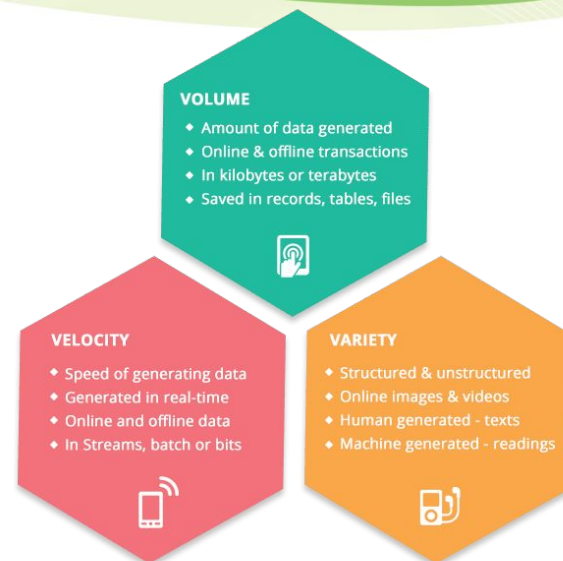 VOLUME
◆ Amount of data generated
◆ Online & offline transactions
◆ In kilobytes or terabytes
◆ Saved in records, tables, files
VELOCITY
◆ Speed of generating data
◆ Generated in real-time
◆ Online and offline data
◆ In Streams, batch or bits
VARIETY
◆ Structured & unstructured
◆ Online images & videos
◆ Human generated - texts
◆ Machine generated - readings